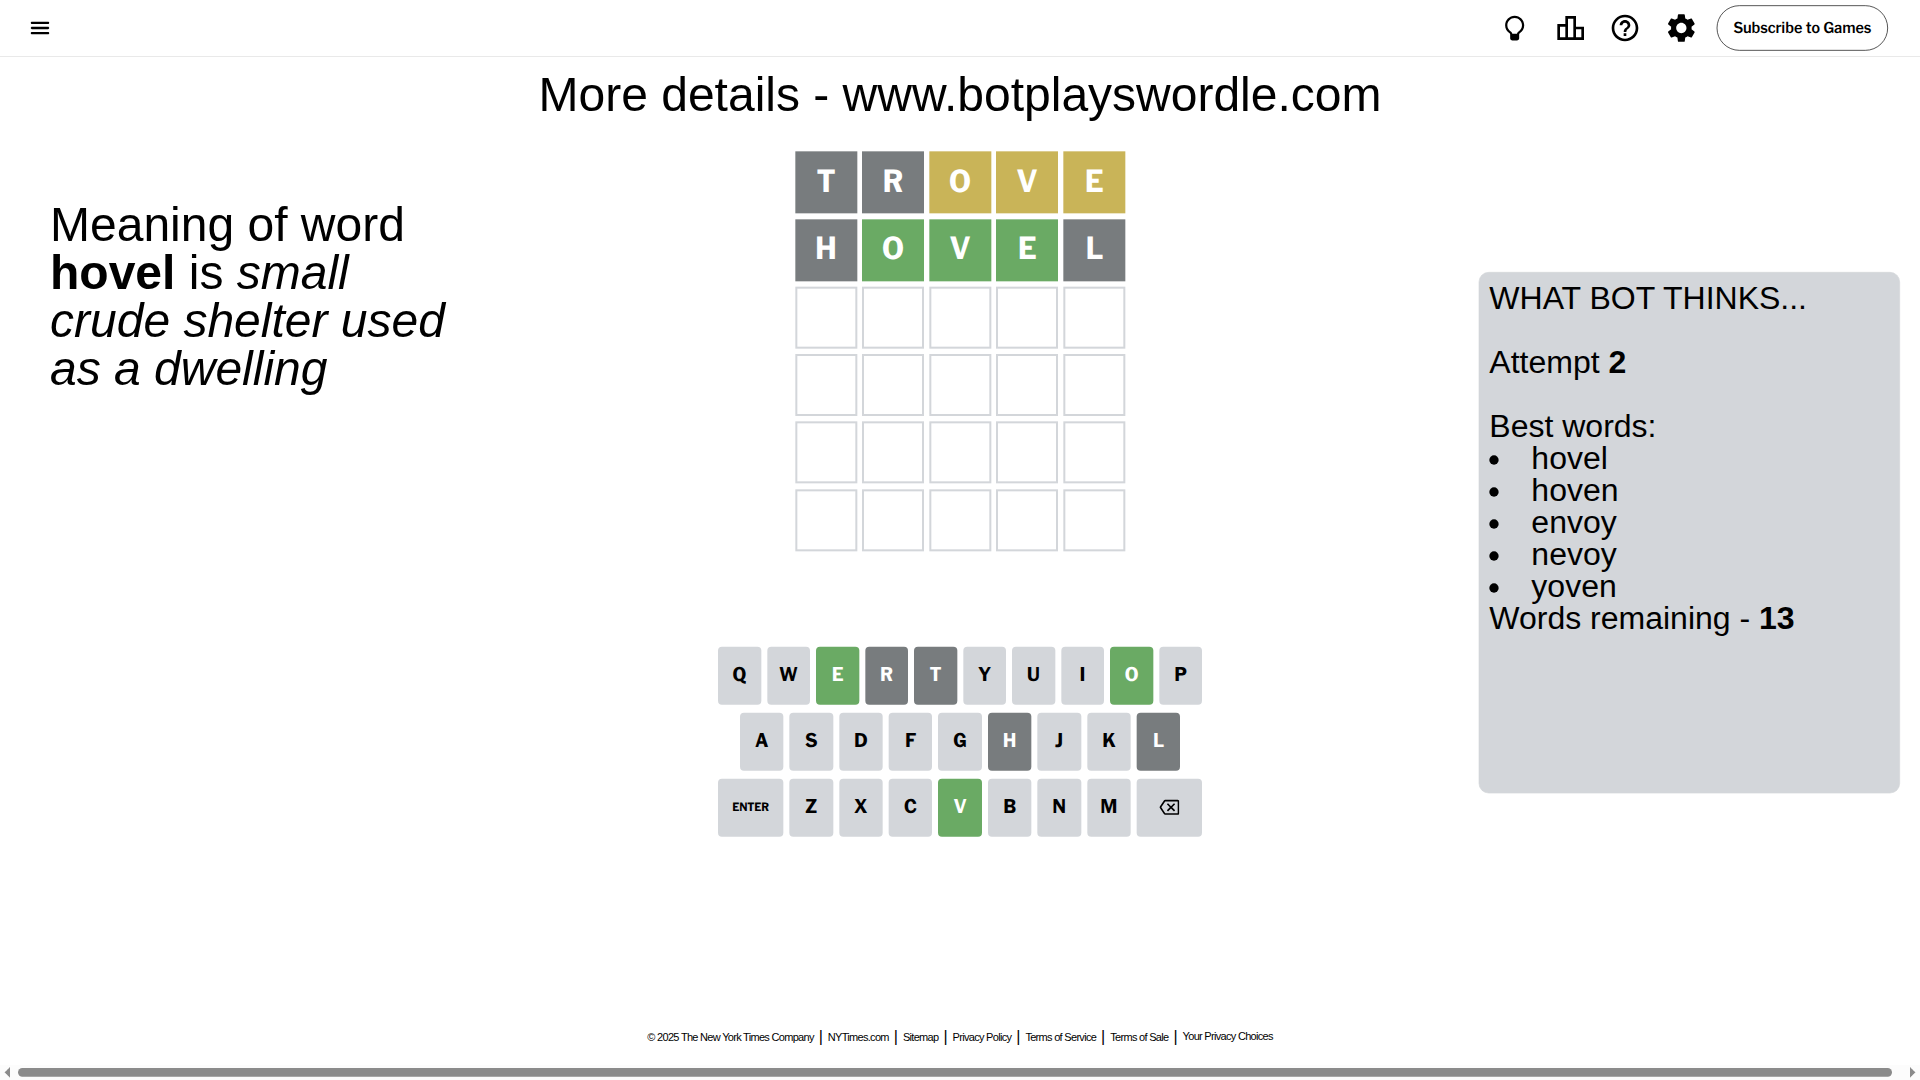 Subscribe to Games
More details - www.botplayswordle.com
Meaning of word
hovel is small
crude shelter used
as a dwelling
T R O V E
H O V E L
WHAT BOT THINKS...
Attempt 2
Best words:
• hovel
• hoven
• envoy
• nevoy
• yoven
Words remaining - 13
Q W E R T Y U I O P
A S D F G H J K L
ENTER Z X C V B N M
© 2025 The New York Times Company | NYTimes.com | Sitemap | Privacy Policy | Terms of Service | Terms of Sale | Your Privacy Choices